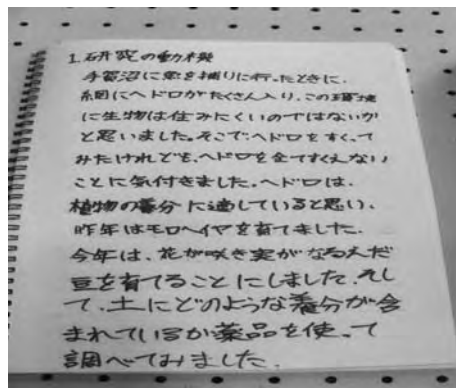 1.研究の動機
手賀沼に魚を捕りに行ったときに、
網にヘドロがたくさん入り、この環境
に生物は住みにくいのではないか
と思いました。そこで、ヘドロをすくって
みたけれども、ヘドロを全てすくえない
ことに気付きました。ヘドロは、
植物の養分に適していると思い、
昨年はモロヘイヤを育てました。
今年は、花が咲き実がなるえだ
豆を育てることにしました。そし
て、土にどのような養分が含
まれているか薬品を使って
調べてみました。